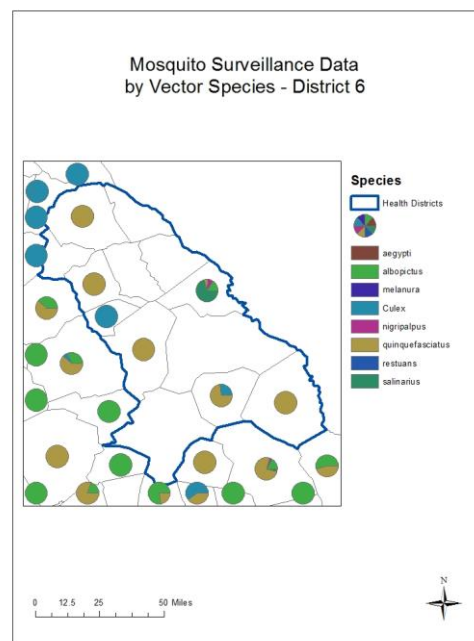 Mosquito Surveillance Data
by Vector Species - District 6
Species
Health Districts
aegypti
albopictus
melanura
Culex
nigripalpus
quinquefasciatus
restuans
salinarius
0 12.5 25 50 Miles
N